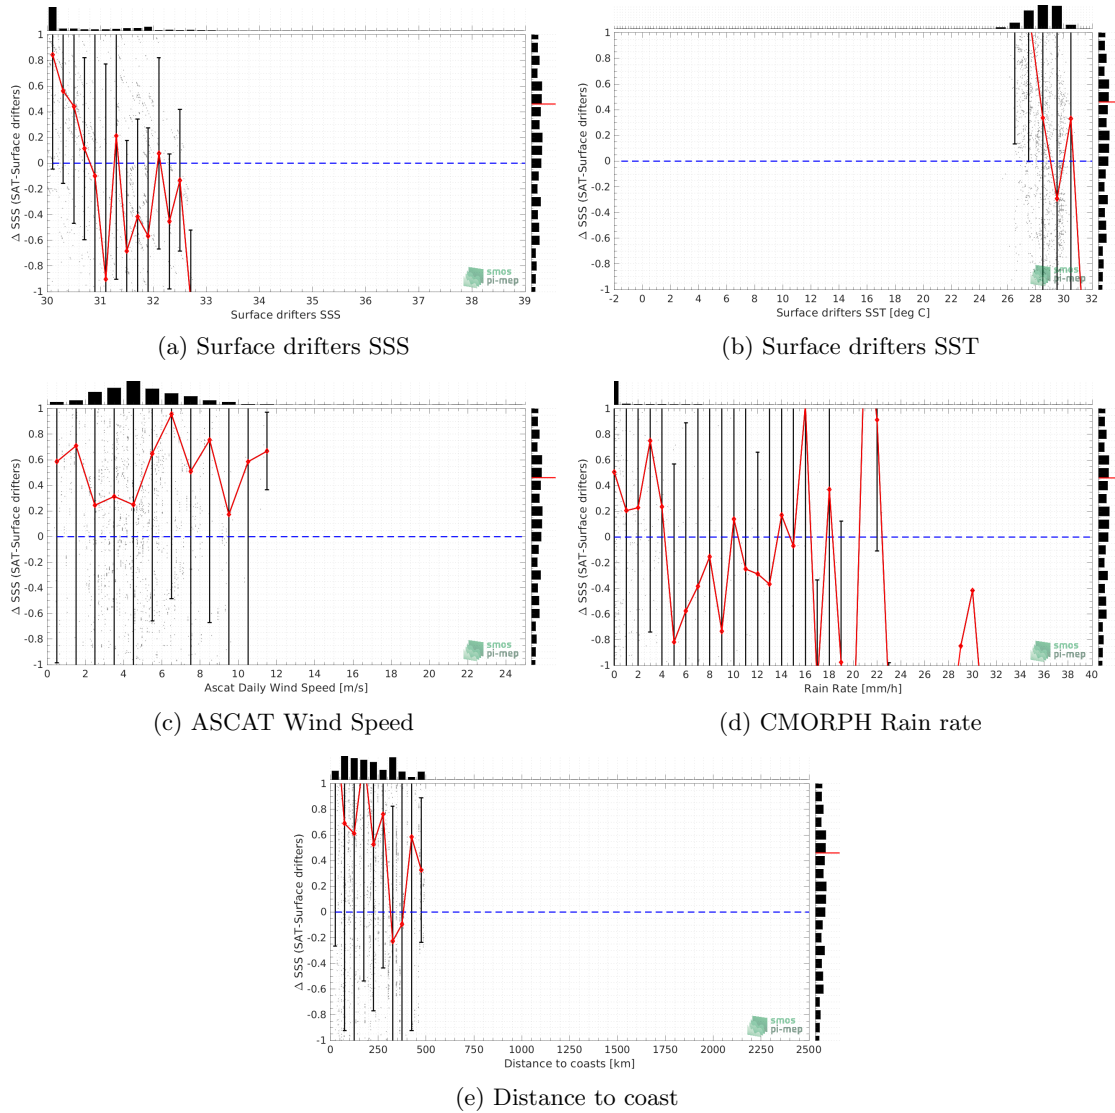 1
0.8
0.6
0.4
0.2
0
-0.2
-0.4
-0.6
-0.8
-1
Δ SSS (SAT-Surface drifters)
30 31 32 33 34 35 36 37 38 39
Surface drifters SSS
smos
pi-mep
(a) Surface drifters SSS
1
0.8
0.6
0.4
0.2
0
-0.2
-0.4
-0.6
-0.8
-1
Δ SSS (SAT-Surface drifters)
-2 0 2 4 6 8 10 12 14 16 18 20 22 24 26 28 30 32
Surface drifters SST [deg C]
smos
pi-mep
(b) Surface drifters SST
1
0.8
0.6
0.4
0.2
0
-0.2
-0.4
-0.6
-0.8
-1
Δ SSS (SAT-Surface drifters)
0 2 4 6 8 10 12 14 16 18 20 22 24
Ascat Daily Wind Speed [m/s]
smos
pi-mep
(c) ASCAT Wind Speed
1
0.8
0.6
0.4
0.2
0
-0.2
-0.4
-0.6
-0.8
-1
Δ SSS (SAT-Surface drifters)
0 2 4 6 8 10 12 14 16 18 20 22 24 26 28 30 32 34 36 38 40
Rain Rate [mm/h]
smos
pi-mep
(d) CMORPH Rain rate
1
0.8
0.6
0.4
0.2
0
-0.2
-0.4
-0.6
-0.8
-1
Δ SSS (SAT-Surface drifters)
0 250 500 750 1000 1250 1500 1750 2000 2250 2500
Distance to coasts [km]
smos
pi-mep
(e) Distance to coast